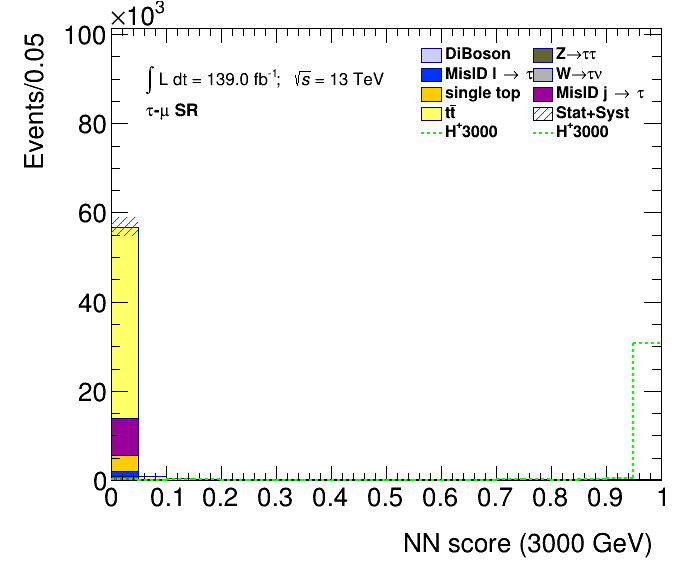 ×10³
Events/0.05
100
80
60
40
20
0
∫ L dt = 139.0 fb⁻¹; √s = 13 TeV
τ-μ SR
DiBoson
MisID l → τ
single top
tt̄
H⁺3000
Z→ττ
W→τν
MisID j → τ
Stat+Syst
H⁺3000
0 0.1 0.2 0.3 0.4 0.5 0.6 0.7 0.8 0.9 1
NN score (3000 GeV)